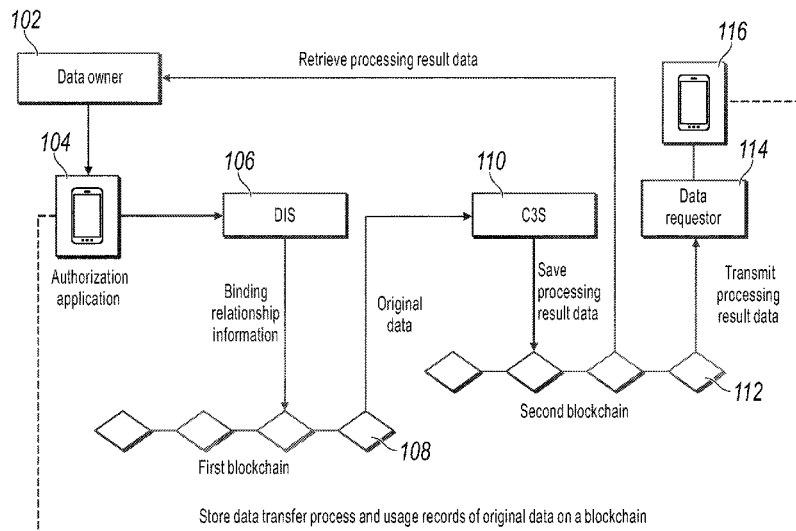 102
Data owner
Retrieve processing result data
116
104
Authorization
application
106
DIS
110
C3S
114
Data
requestor
Binding
relationship
information
Original
data
Save
processing
result data
Transmit
processing
result data
112
Second blockchain
108
First blockchain
Store data transfer process and usage records of original data on a blockchain